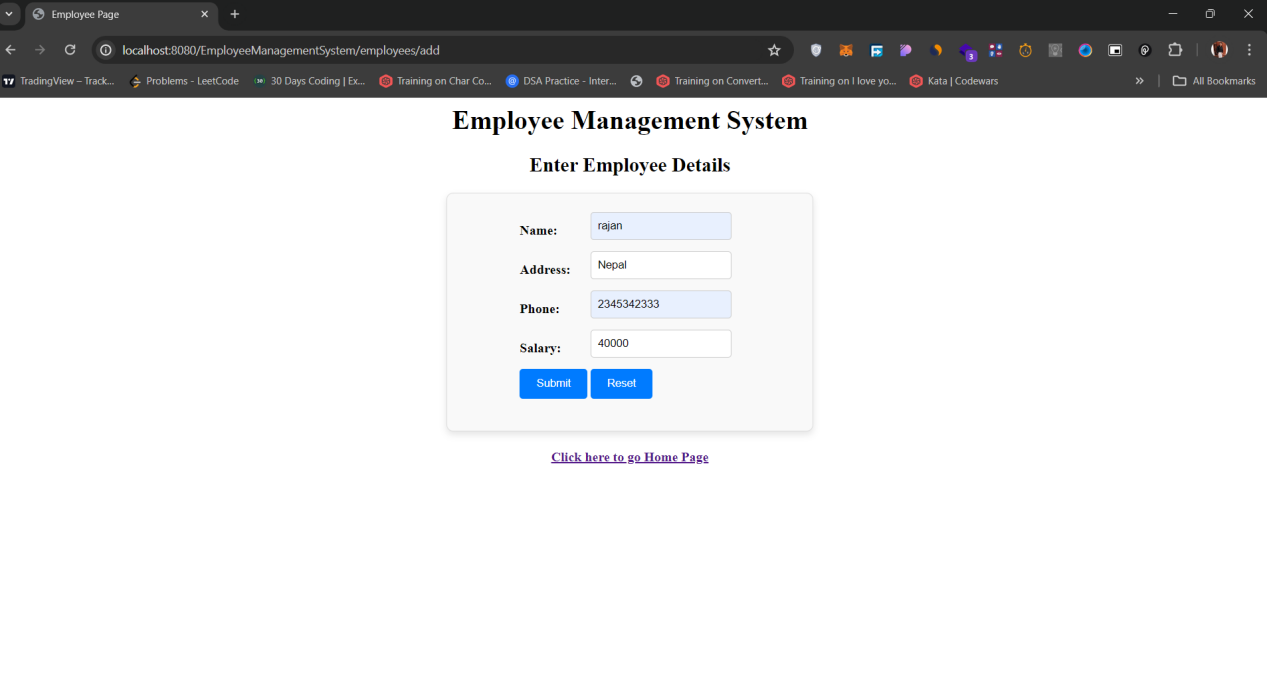 Employee Page
localhost:8080/EmployeeManagementSystem/employees/add
TradingView – Track... Problems - LeetCode 30 Days Coding | Ex... Training on Char Co... DSA Practice - Inter... Training on Convert... Training on I love yo... Kata | Codewars » All Bookmarks
3
Employee Management System
Enter Employee Details
Name: rajan
Address: Nepal
Phone: 2345342333
Salary: 40000
Submit Reset
Click here to go Home Page